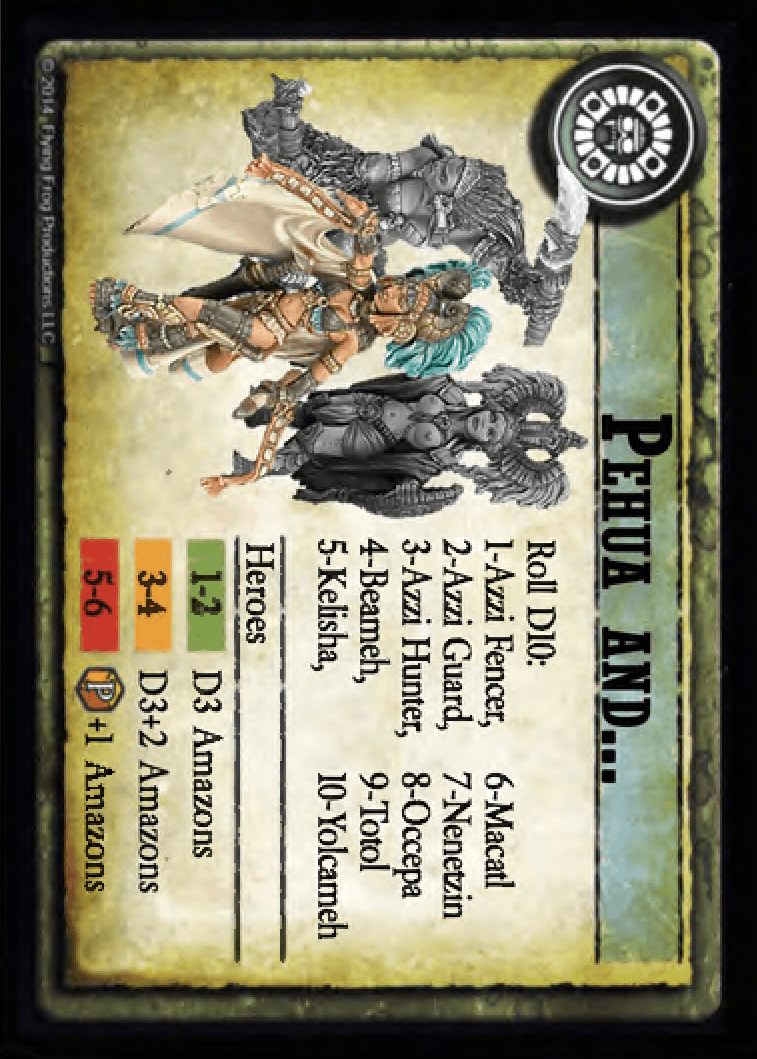 PEHUA AND...
Roll D10:
1-Azzi Fencer, 6-Macatl
2-Azzi Guard, 7-Nenetzin
3-Azzi Hunter, 8-Occepa
4-Beameh, 9-Totol
5-Kelisha, 10-Yolcameh
Heroes
1-2 D3 Amazons
3-4 D3+2 Amazons
5-6 P +1 Amazons
© 2014 Flying Frog Productions LLC